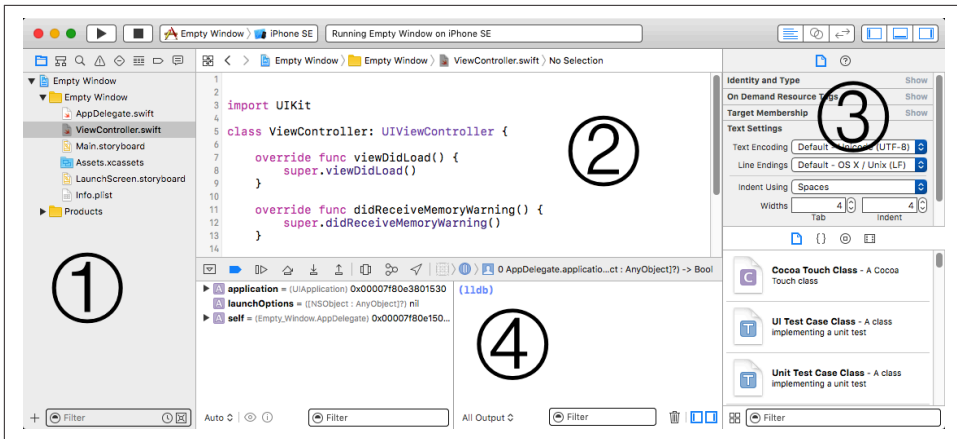 Empty Window iPhone SE Running Empty Window on iPhone SE
Empty Window Empty Window ViewController.swift No Selection
Empty Window
Empty Window
AppDelegate.swift
ViewController.swift
Main.storyboard
Assets.xcassets
LaunchScreen.storyboard
Info.plist
Products
①
Filter
1
2
3 import UIKit
4
5 class ViewController: UIViewController {
6
7 override func viewDidLoad() {
8 super.viewDidLoad()
9 }
10
11 override func didReceiveMemoryWarning() {
12 super.didReceiveMemoryWarning()
13 }
14
②
0 AppDelegate.applicatio...ct : AnyObject]?) -> Bool
A application = (UIApplication) 0x00007f80e3801530
A launchOptions = ([NSObject : AnyObject]?) nil
A self = (Empty_Window.AppDelegate) 0x00007f80e150...
Auto Filter
(lldb)
④
All Output Filter
Identity and Type Show
On Demand Resource Tags Show
Target Membership Show
③
Text Settings
Text Encoding Default - Unicode (UTF-8)
Line Endings Default - OS X / Unix (LF)
Indent Using Spaces
Widths 4 4
Tab Indent
{}
C
Cocoa Touch Class - A Cocoa
Touch class
T
UI Test Case Class - A class
implementing a unit test
T
Unit Test Case Class - A class
implementing a unit test
Filter